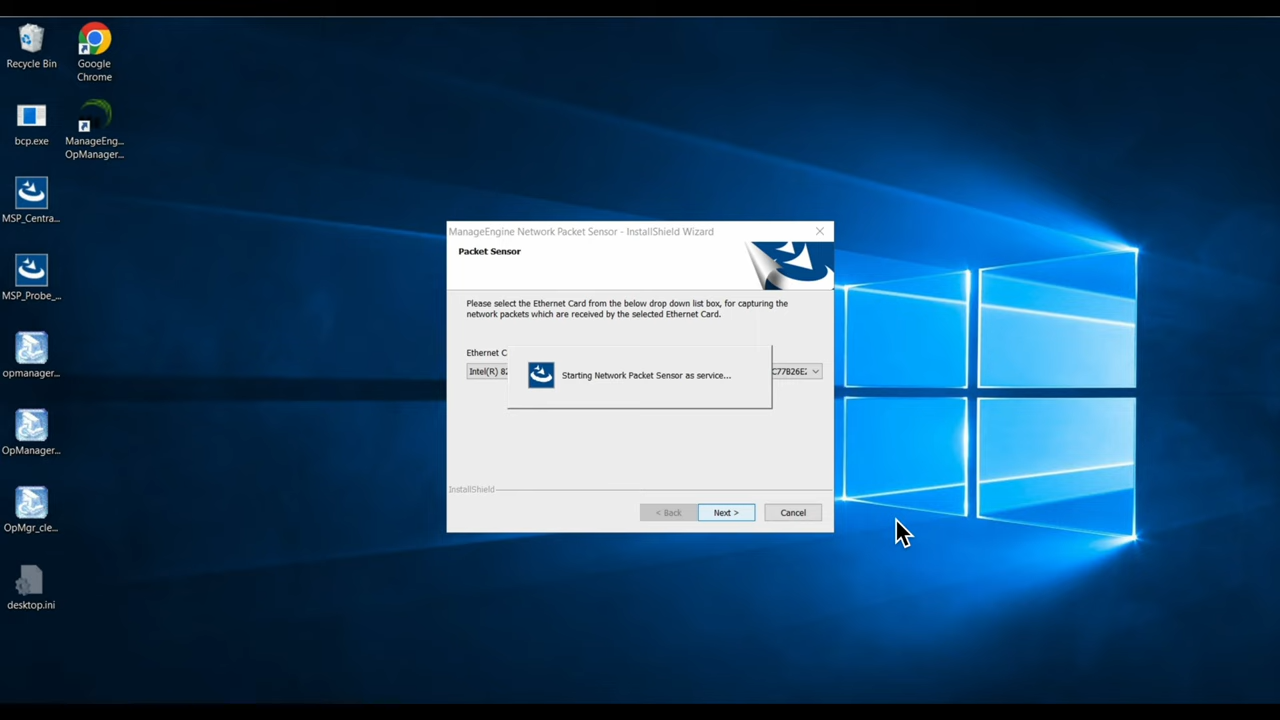 Recycle Bin
Google
Chrome
bcp.exe
ManageEng...
OpManager...
MSP_Centra...
MSP_Probe_...
opmanager...
OpManager...
OpMgr_cle...
desktop.ini
ManageEngine Network Packet Sensor - InstallShield Wizard
Packet Sensor
Please select the Ethernet Card from the below drop down list box, for capturing the
network packets which are received by the selected Ethernet Card.
Ethernet C
Intel(R) 82
C77B26E2
Starting Network Packet Sensor as service...
InstallShield
< Back
Next >
Cancel